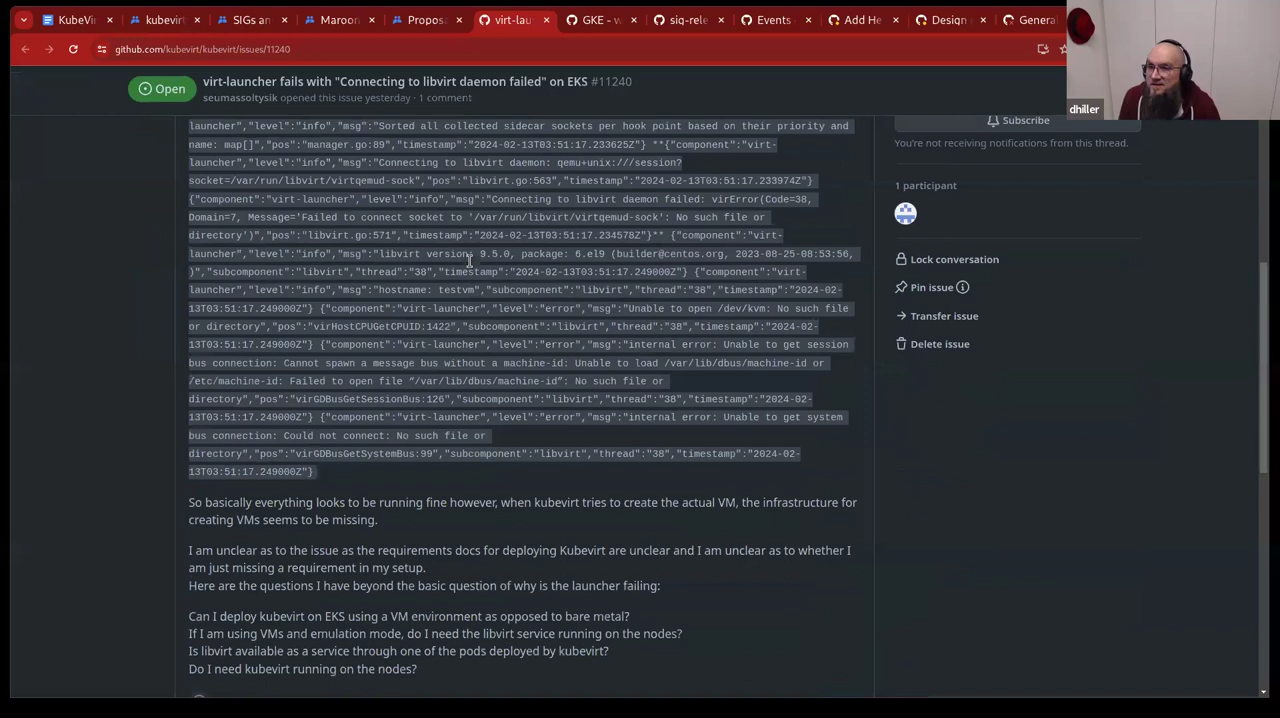 KubeVi
kubevirt
SIGs an
Maroon
Propos
virt-lau
GKE - w
sig-rele
Events -
Add He
Design
General
github.com/kubevirt/kubevirt/issues/11240
Open
virt-launcher fails with "Connecting to libvirt daemon failed" on EKS #11240
seumassoltysik opened this issue yesterday · 1 comment
dhiller
launcher","level":"info","msg":"Sorted all collected sidecar sockets per hook point based on their priority and
name: map[]","pos":"manager.go:89","timestamp":"2024-02-13T03:51:17.233625Z"} **{"component":"virt-
launcher","level":"info","msg":"Connecting to libvirt daemon: qemu+unix:///session?
socket=/var/run/libvirt/virtqemud-sock","pos":"libvirt.go:563","timestamp":"2024-02-13T03:51:17.233974Z"}
{"component":"virt-launcher","level":"info","msg":"Connecting to libvirt daemon failed: virError(Code=38,
Domain=7, Message='Failed to connect socket to '/var/run/libvirt/virtqemud-sock': No such file or
directory')","pos":"libvirt.go:571","timestamp":"2024-02-13T03:51:17.234578Z"}** {"component":"virt-
launcher","level":"info","msg":"libvirt version: 9.5.0, package: 6.el9 (builder@centos.org, 2023-08-25-08:53:56,
)","subcomponent":"libvirt","thread":"38","timestamp":"2024-02-13T03:51:17.249000Z"} {"component":"virt-
launcher","level":"info","msg":"hostname: testvm","subcomponent":"libvirt","thread":"38","timestamp":"2024-02-
13T03:51:17.249000Z"} {"component":"virt-launcher","level":"error","msg":"Unable to open /dev/kvm: No such file
or directory","pos":"virHostCPUGetCPUID:1422","subcomponent":"libvirt","thread":"38","timestamp":"2024-02-
13T03:51:17.249000Z"} {"component":"virt-launcher","level":"error","msg":"internal error: Unable to get session
bus connection: Cannot spawn a message bus without a machine-id: Unable to load /var/lib/dbus/machine-id or
/etc/machine-id: Failed to open file “/var/lib/dbus/machine-id”: No such file or
directory","pos":"virGDBusGetSessionBus:126","subcomponent":"libvirt","thread":"38","timestamp":"2024-02-
13T03:51:17.249000Z"} {"component":"virt-launcher","level":"error","msg":"internal error: Unable to get system
bus connection: Could not connect: No such file or
directory","pos":"virGDBusGetSystemBus:99","subcomponent":"libvirt","thread":"38","timestamp":"2024-02-
13T03:51:17.249000Z"}
So basically everything looks to be running fine however, when kubevirt tries to create the actual VM, the infrastructure for
creating VMs seems to be missing.
I am unclear as to the issue as the requirements docs for deploying Kubevirt are unclear and I am unclear as to whether I
am just missing a requirement in my setup.
Here are the questions I have beyond the basic question of why is the launcher failing:
Can I deploy kubevirt on EKS using a VM environment as opposed to bare metal?
If I am using VMs and emulation mode, do I need the libvirt service running on the nodes?
Is libvirt available as a service through one of the pods deployed by kubevirt?
Do I need kubevirt running on the nodes?
Subscribe
You're not receiving notifications from this thread.
1 participant
Lock conversation
Pin issue
Transfer issue
Delete issue